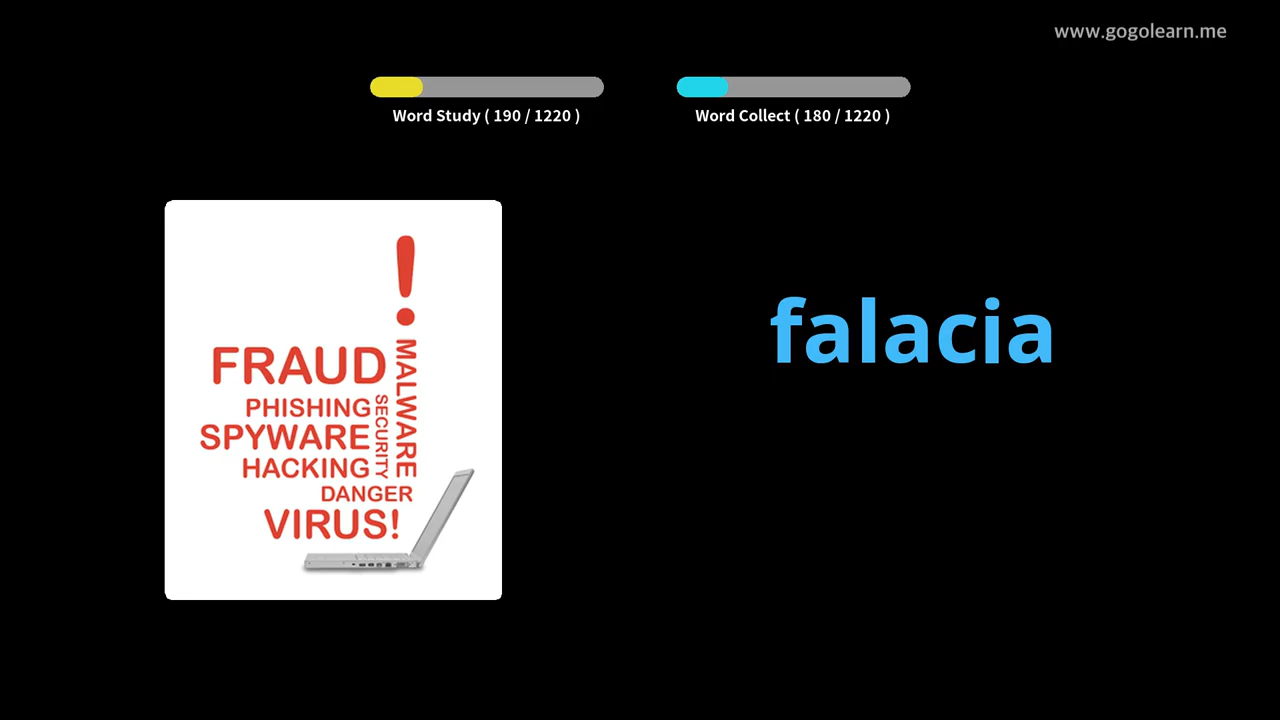 www.gogolearn.me
Word Study ( 190 / 1220 )
Word Collect ( 180 / 1220 )
!
FRAUD
MALWARE
SECURITY
PHISHING
SPYWARE
HACKING
DANGER
VIRUS!
falacia